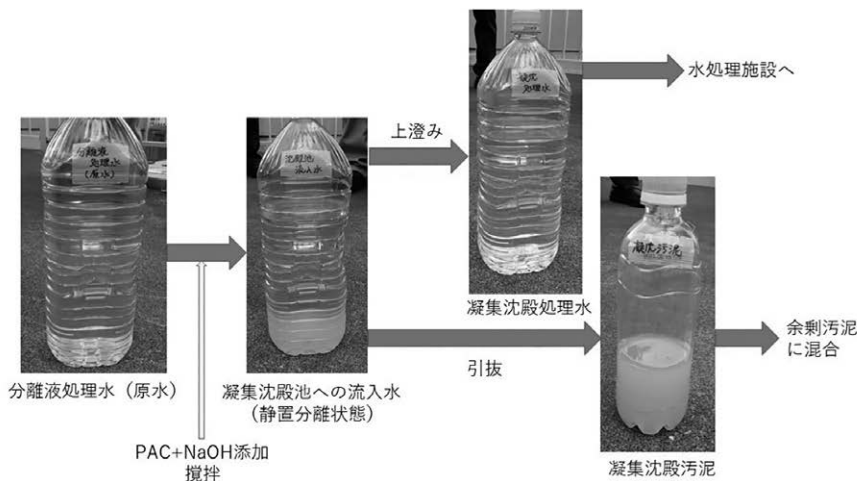 水処理施設へ
凝沈
処理水
上澄み
分離液
処理水
(原水)
沈殿池
流入水
凝沈汚泥
凝集沈殿処理水
余剰汚泥
に混合
引抜
分離液処理水(原水)
凝集沈殿池への流入水
(静置分離状態)
PAC+NaOH添加
撹拌
凝集沈殿汚泥